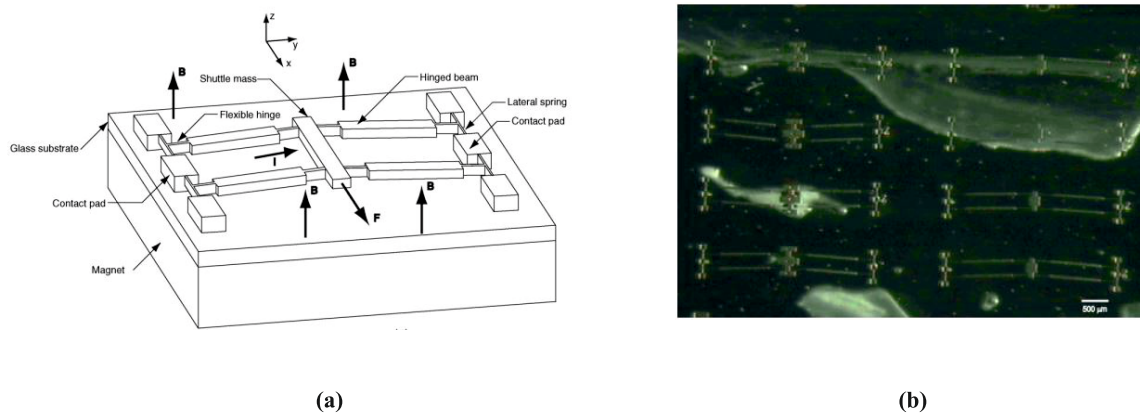 z
y
x
B
B
Shuttle mass
Hinged beam
Flexible hinge
Lateral spring
Contact pad
Glass substrate
I
B
B
Contact pad
F
Magnet
500 µm
(a)
(b)